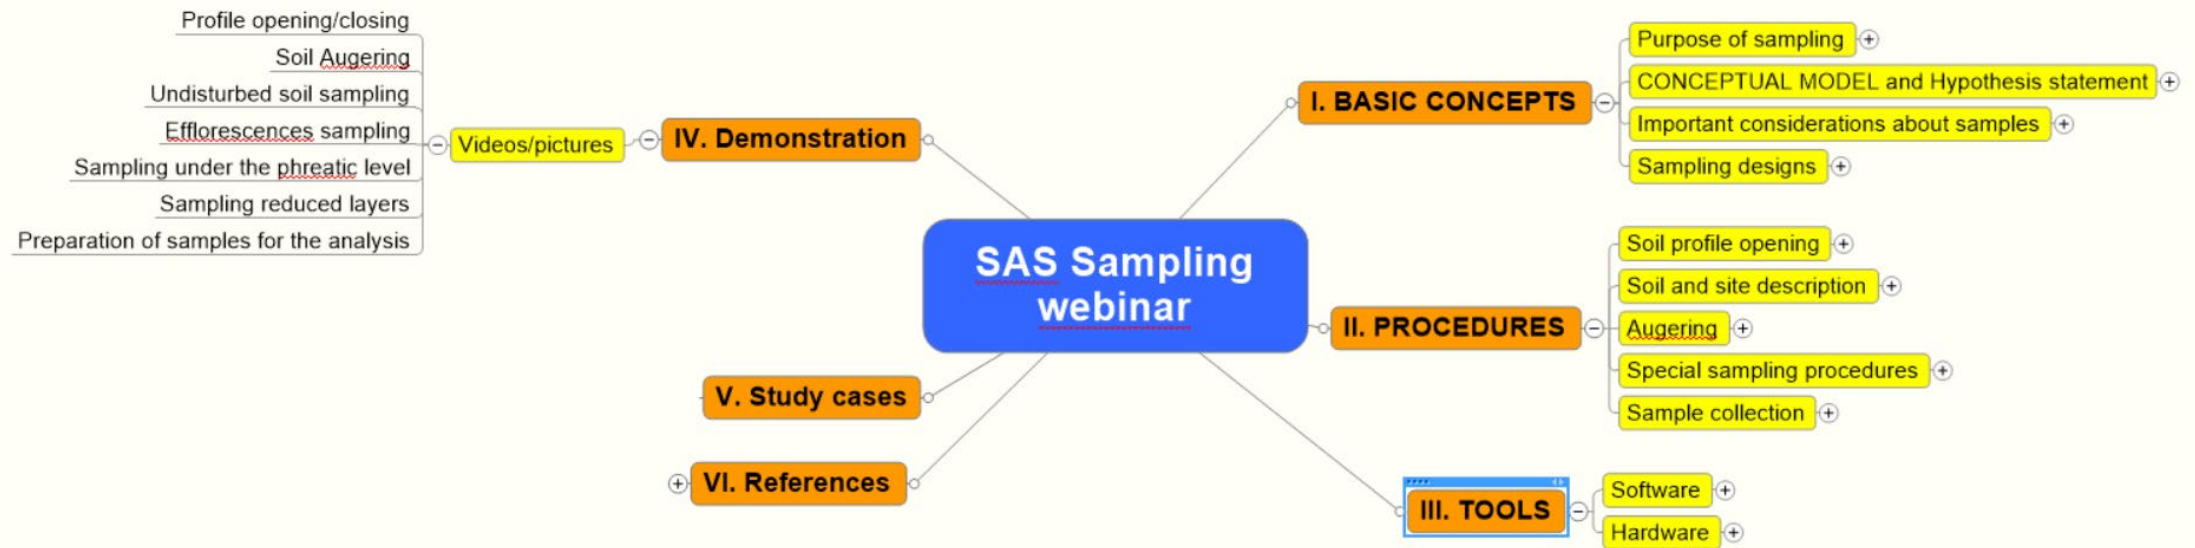 Profile opening/closing
Soil Augering
Undisturbed soil sampling
Efflorescences sampling
Sampling under the phreatic level
Sampling reduced layers
Preparation of samples for the analysis
Videos/pictures
IV. Demonstration
SAS Sampling
webinar
V. Study cases
VI. References
I. BASIC CONCEPTS
Purpose of sampling
CONCEPTUAL MODEL and Hypothesis statement
Important considerations about samples
Sampling designs
II. PROCEDURES
Soil profile opening
Soil and site description
Augering
Special sampling procedures
Sample collection
III. TOOLS
Software
Hardware